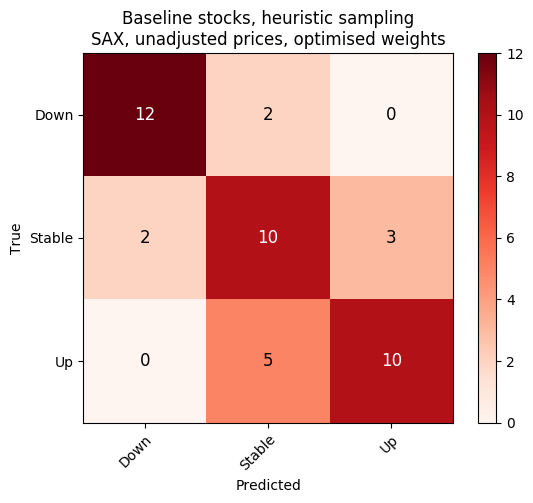 Baseline stocks, heuristic sampling
SAX, unadjusted prices, optimised weights
True
Down
12
2
0
Stable
2
10
3
Up
0
5
10
Down
Stable
Up
Predicted
12
10
8
6
4
2
0